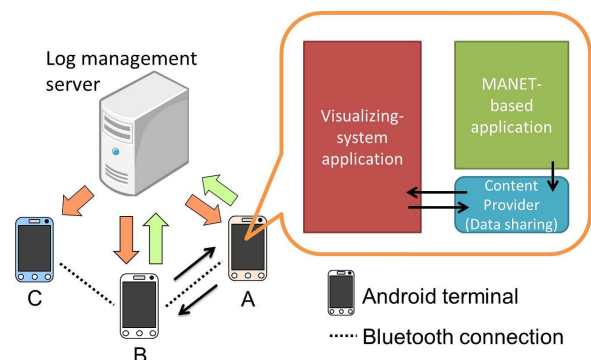 Log management
server
Visualizing-
system
application
MANET-
based
application
Content
Provider
(Data sharing)
C
A
B
Android terminal
Bluetooth connection